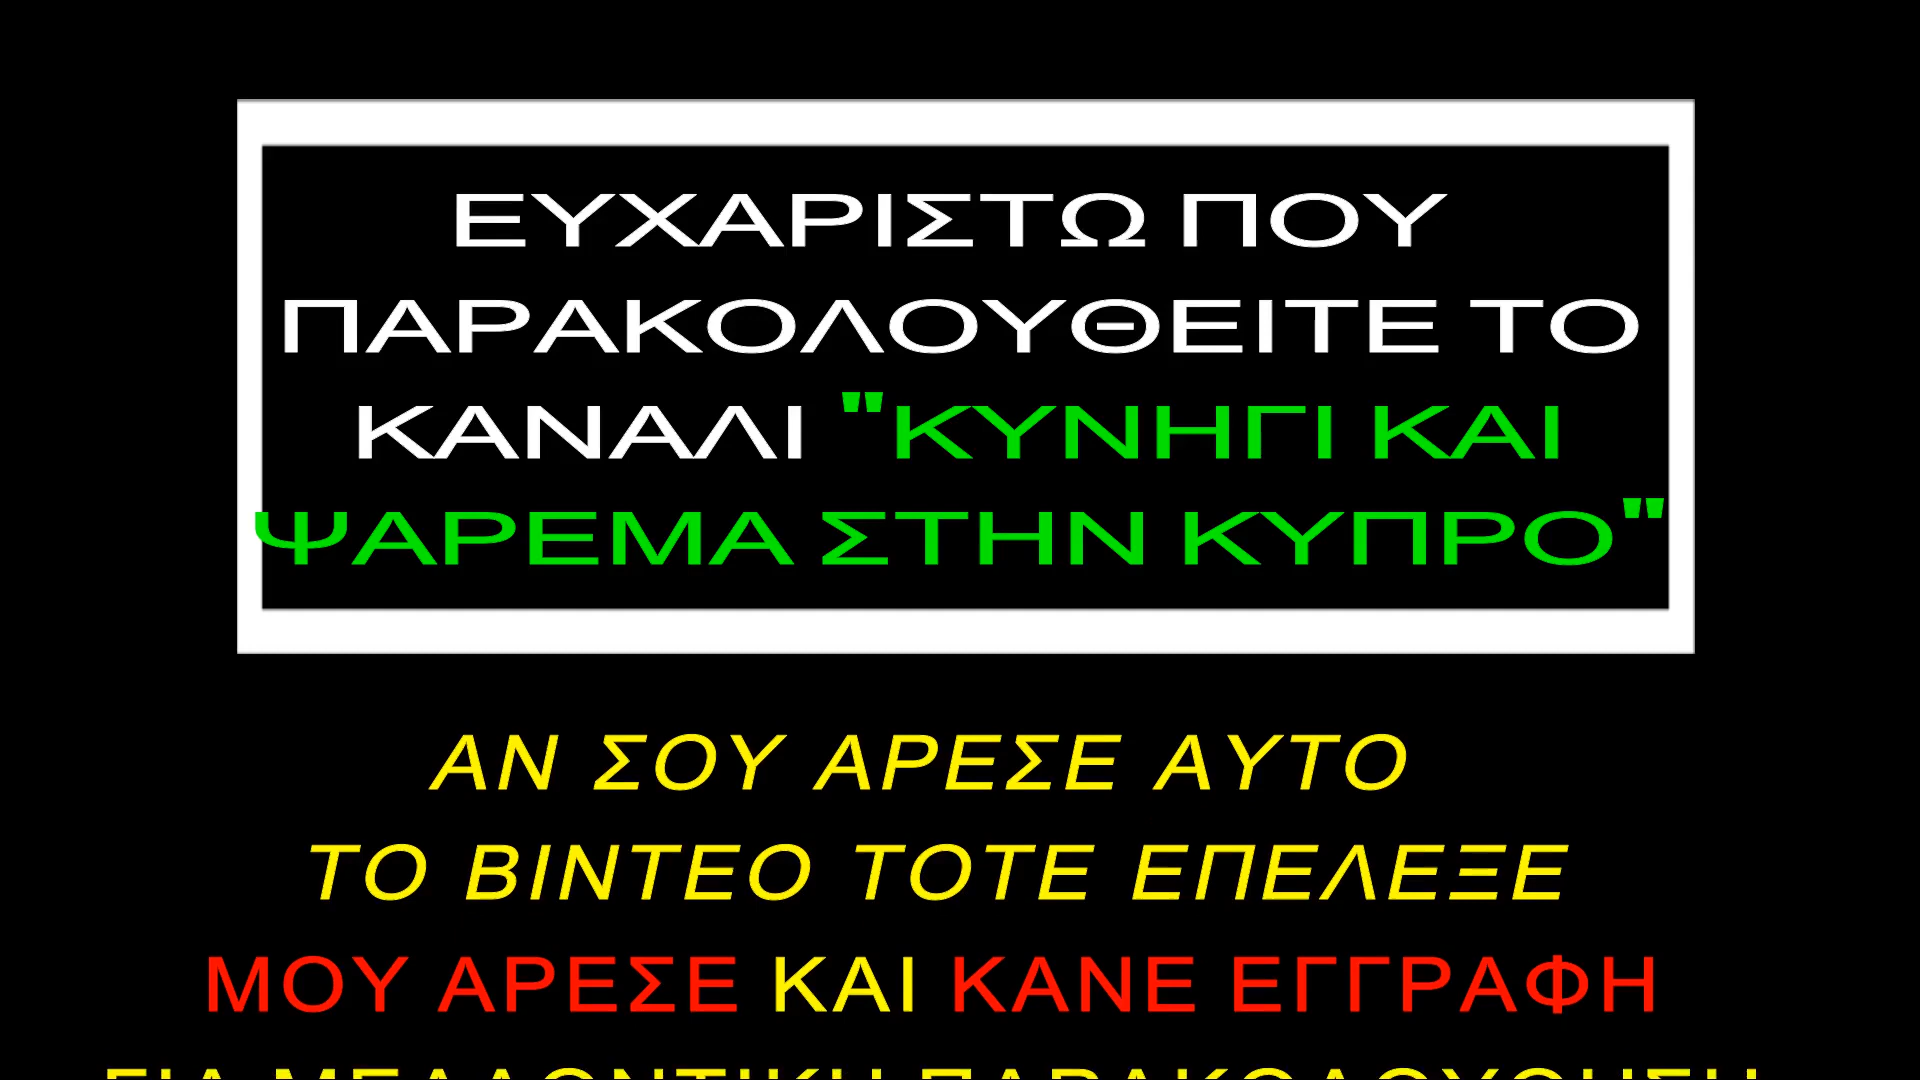 ΕΥΧΑΡΙΣΤΩ ΠΟΥ
ΠΑΡΑΚΟΛΟΥΘΕΙΤΕ ΤΟ
ΚΑΝΑΛΙ "ΚΥΝΗΓΙ ΚΑΙ
ΨΑΡΕΜΑ ΣΤΗΝ ΚΥΠΡΟ"
ΑΝ ΣΟΥ ΑΡΕΣΕ ΑΥΤΟ
ΤΟ ΒΙΝΤΕΟ ΤΟΤΕ ΕΠΕΛΕΞΕ
ΜΟΥ ΑΡΕΣΕ ΚΑΙ ΚΑΝΕ ΕΓΓΡΑΦΗ